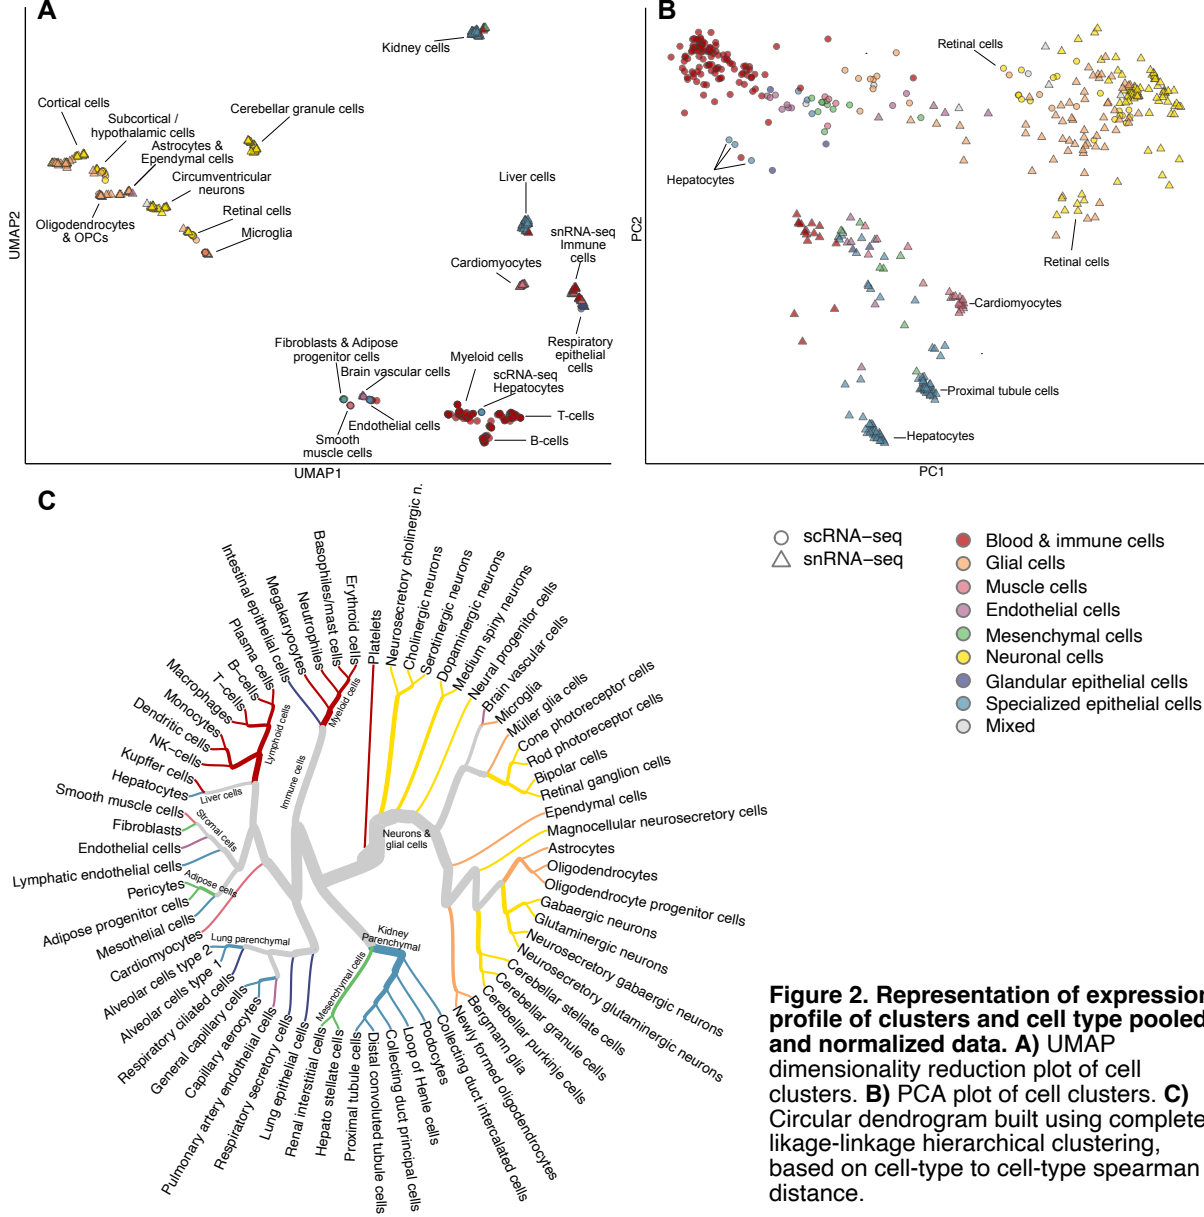 A
Kidney cells
Cortical cells
Subcortical /
hypothalamic cells
Astrocytes &
Ependymal cells
Cerebellar granule cells
Circumventricular
neurons
Oligodendrocytes
& OPCs
Retinal cells
Microglia
Liver cells
snRNA-seq
Immune
cells
Cardiomyocytes
Respiratory
epithelial
cells
Fibroblasts & Adipose
progenitor cells
Brain vascular cells
Myeloid cells
scRNA-seq
Hepatocytes
T-cells
B-cells
Endothelial cells
Smooth
muscle cells
UMAP2
UMAP1
B
Retinal cells
Hepatocytes
Retinal cells
Cardiomyocytes
Proximal tubule cells
Hepatocytes
PC2
PC1
C
Platelets
Neurosecretory cholinergic n.
Cholinergic neurons
Serotinergic neurons
Dopaminergic neurons
Medium spiny neurons
Neural progenitor cells
Brain vascular cells
Microglia
Müller glia cells
Cone photoreceptor cells
Rod photoreceptor cells
Bipolar cells
Retinal ganglion cells
Ependymal cells
Magnocellular neurosecretory cells
Astrocytes
Oligodendrocytes
Oligodendrocyte progenitor cells
Gabaergic neurons
Glutaminergic neurons
Neurosecretory gabaergic neurons
Neurosecretory glutaminergic neurons
Cerebellar stellate cells
Cerebellar granule cells
Cerebellar purkinje cells
Bergmann glia
Newly formed oligodendrocytes
Collecting duct intercalated cells
Podocytes
Loop of Henle cells
Collecting duct principal cells
Distal convoluted tubule cells
Proximal tubule cells
Hepato stellate cells
Renal interstitial cells
Lung epithelial cells
Respiratory secretory cells
Pulmonary artery endothelial cells
Capillary aerocytes
General capillary cells
Respiratory ciliated cells
Alveolar cells type 1
Alveolar cells type 2
Cardiomyocytes
Mesothelial cells
Adipose progenitor cells
Pericytes
Lymphatic endothelial cells
Endothelial cells
Fibroblasts
Smooth muscle cells
Hepatocytes
Kupffer cells
NK-cells
Dendritic cells
Monocytes
Macrophages
T-cells
B-cells
Plasma cells
Intestinal epithelial cells
Megakaryocytes
Neutrophiles
Basophiles/mast cells
Erythroid cells
Lymphoid cells
Myeloid cells
Immune cells
Liver cells
Stromal cells
Adipose cells
Lung parenchymal
Mesenchymal cells
Kidney
Parenchymal
Neurons &
glial cells
scRNA-seq
snRNA-seq
Blood & immune cells
Glial cells
Muscle cells
Endothelial cells
Mesenchymal cells
Neuronal cells
Glandular epithelial cells
Specialized epithelial cells
Mixed
Figure 2. Representation of expression
profile of clusters and cell type pooled
and normalized data. A) UMAP
dimensionality reduction plot of cell
clusters. B) PCA plot of cell clusters. C)
Circular dendrogram built using complete
likage-linkage hierarchical clustering,
based on cell-type to cell-type spearman
distance.